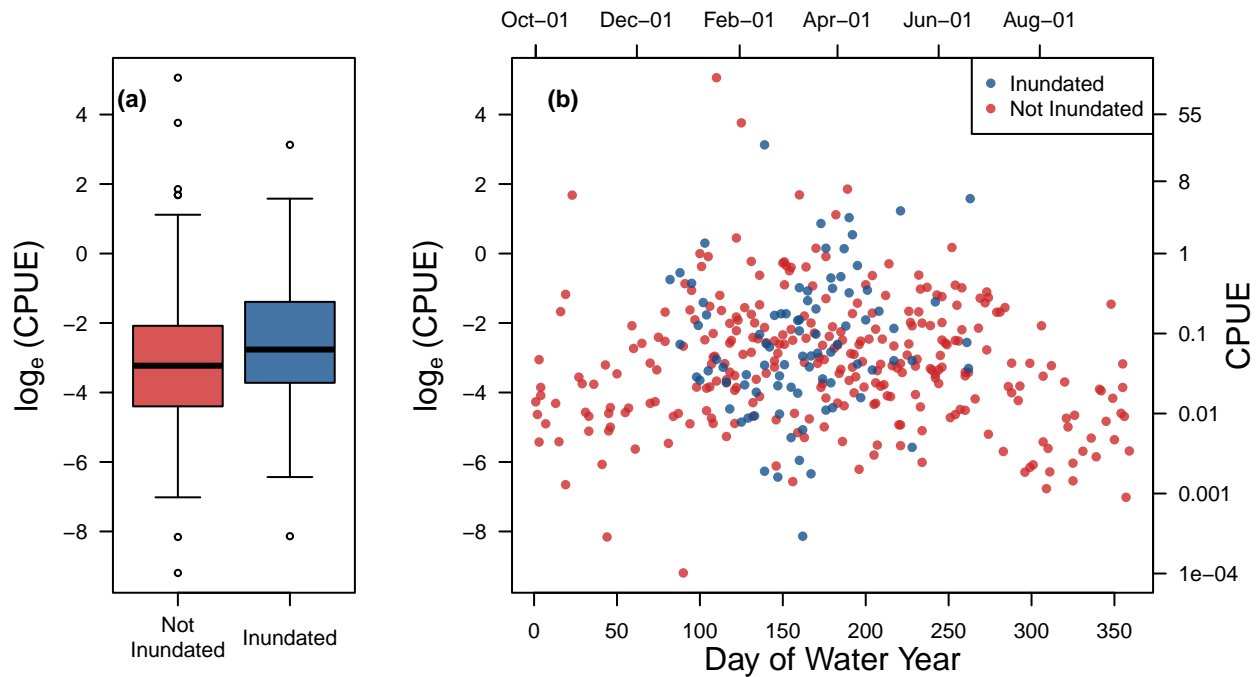 Oct−01 Dec−01 Feb−01 Apr−01 Jun−01 Aug−01
(a)
4
2
0
−2
−4
−6
−8
logₑ (CPUE)
Not
Inundated
Inundated
(b)
Inundated
Not Inundated
4
2
0
−2
−4
−6
−8
logₑ (CPUE)
55
8
1
0.1
0.01
0.001
1e−04
CPUE
0 50 100 150 200 250 300 350
Day of Water Year